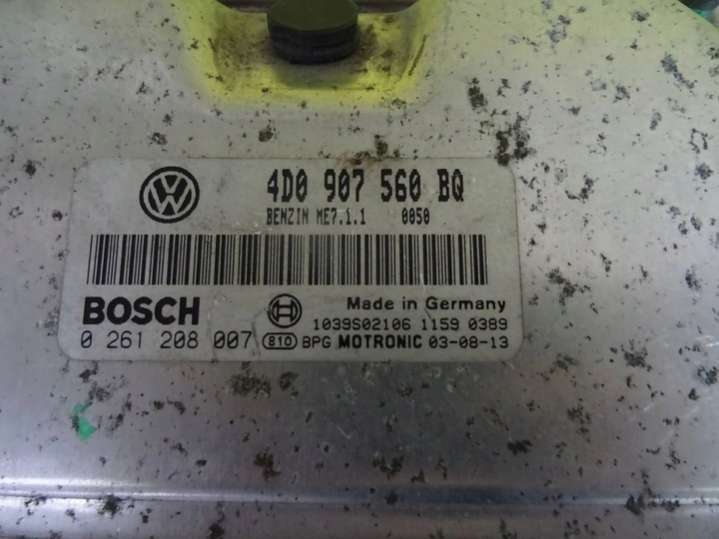 4D0 907 560 BQ
BENZIN ME7.1.1 0050
BOSCH
Made in Germany
1039S02106 1159 0389
0 261 208 007 810 BPG MOTRONIC 03-08-13